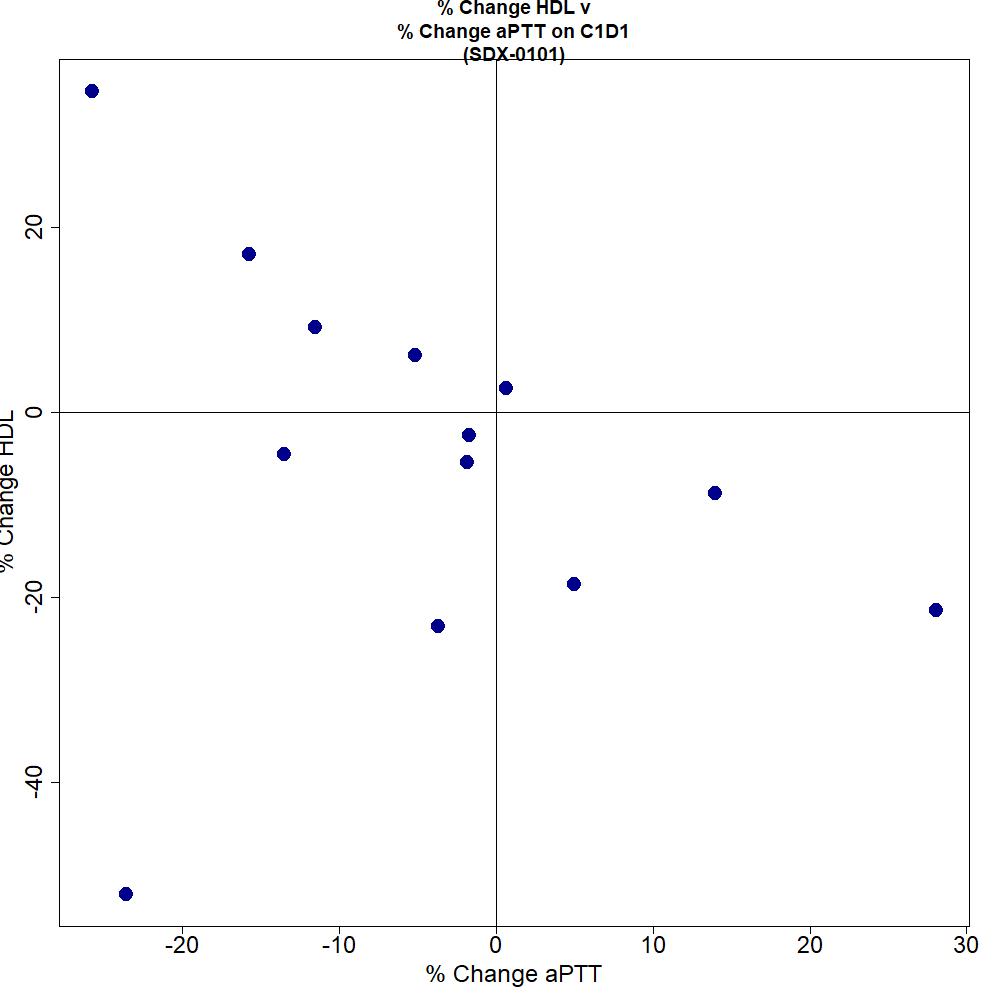 % Change HDL v
% Change aPTT on C1D1
(SDX-0101)
% Change HDL
20
0
-20
-40
-20
-10
0
10
20
30
% Change aPTT